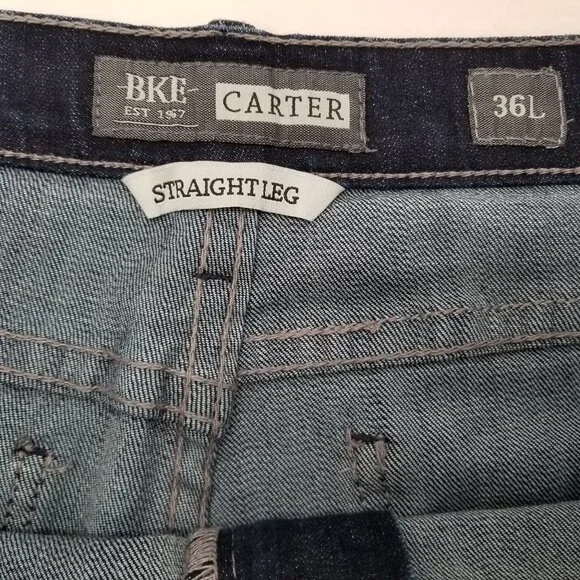 BKE
EST 1967
CARTER
36L
STRAIGHT LEG